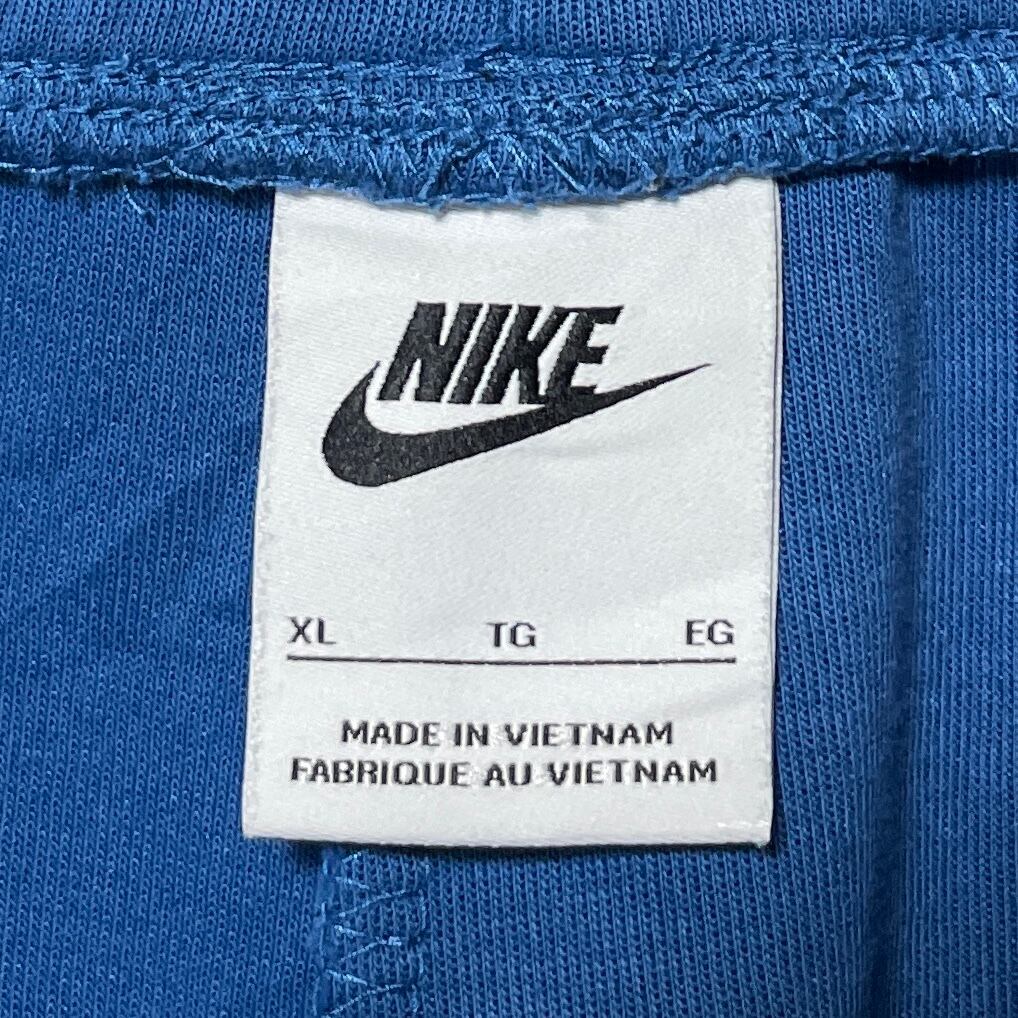 NIKE
XL TG EG
MADE IN VIETNAM
FABRIQUE AU VIETNAM